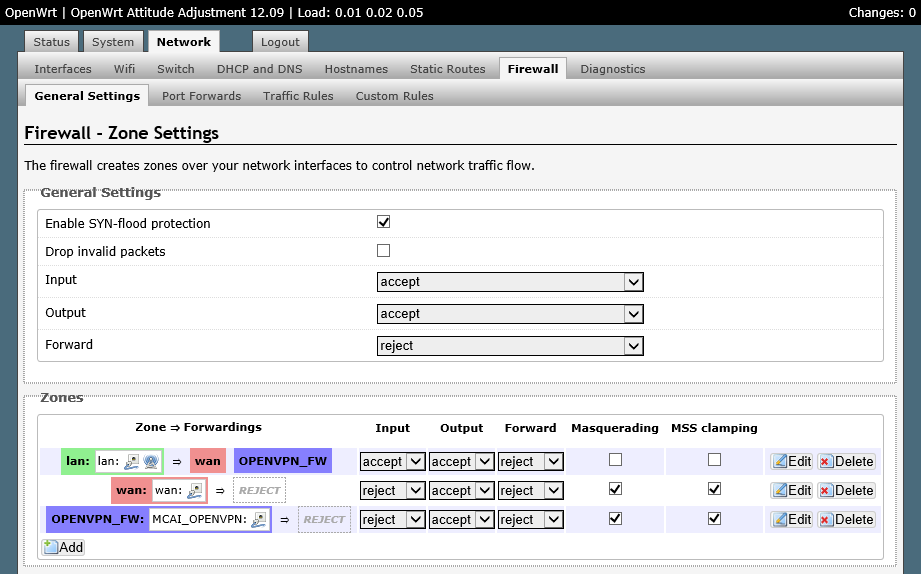 OpenWrt | OpenWrt Attitude Adjustment 12.09 | Load: 0.01 0.02 0.05 Changes: 0
Status System Network Logout
Interfaces Wifi Switch DHCP and DNS Hostnames Static Routes Firewall Diagnostics
General Settings Port Forwards Traffic Rules Custom Rules
Firewall - Zone Settings
The firewall creates zones over your network interfaces to control network traffic flow.
General Settings
Enable SYN-flood protection
Drop invalid packets
Input accept
Output accept
Forward reject
Zones
Zone ⇒ Forwardings Input Output Forward Masquerading MSS clamping
lan: lan: ⇒ wan OPENVPN_FW accept accept reject Edit Delete
wan: wan: ⇒ REJECT reject accept reject Edit Delete
OPENVPN_FW: MCAI_OPENVPN: ⇒ REJECT reject accept reject Edit Delete
Add